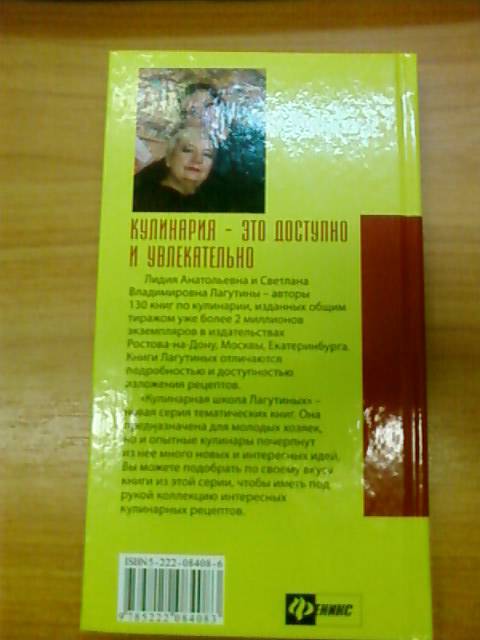 КУЛИНАРИЯ - ЭТО ДОСТУПНО
И УВЛЕКАТЕЛЬНО
Лидия Анатольевна и Светлана
Владимировна Лагутины – авторы
130 книг по кулинарии, изданных общим
тиражом уже более 2 миллионов
экземпляров в издательствах
Ростова-на-Дону, Москвы, Екатеринбурга.
Книги Лагутиных отличаются
подробностью и доступностью
изложения рецептов.
«Кулинарная школа Лагутиных» –
новая серия тематических книг. Она
предназначена для молодых хозяек,
но и опытные кулинары почерпнут
из нее много новых и интересных идей.
Вы можете подобрать по своему вкусу
книги из этой серии, чтобы иметь под
рукой коллекцию интересных
кулинарных рецептов.
ISBN 5-222-08408-6
9785222084083
ФЕНИКС